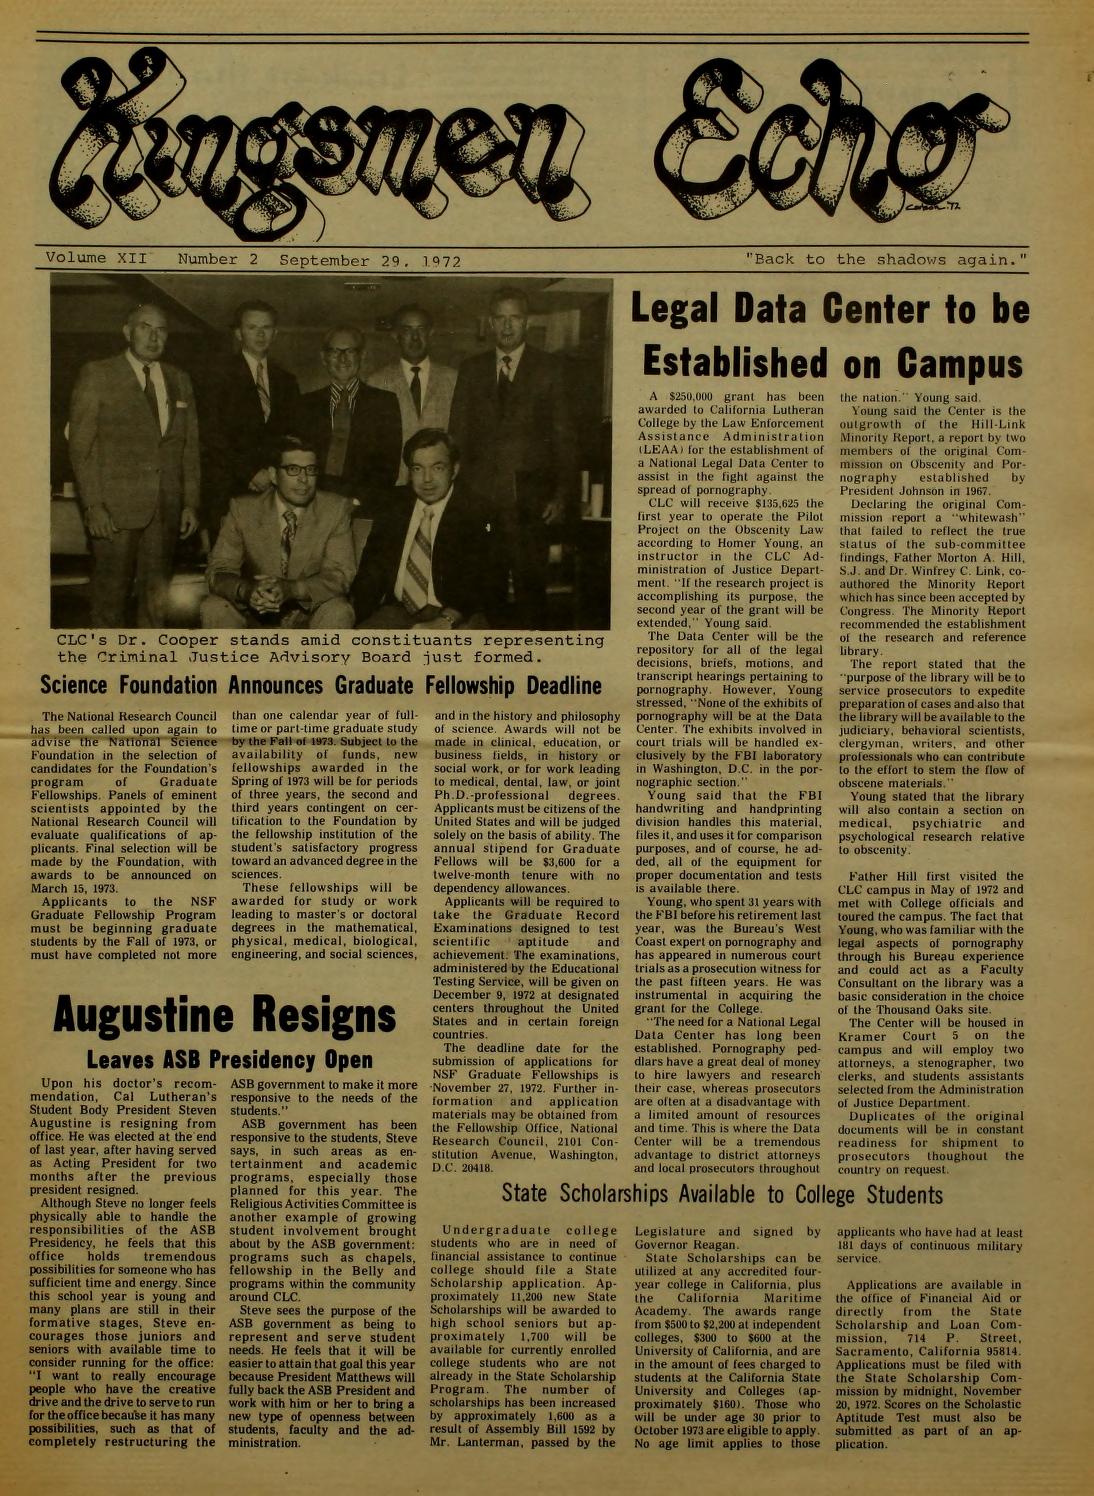 Kingsmen Echo
Volume XII Number 2 September 29, 1972 "Back to the shadows again."
CLC's Dr. Cooper stands amid constituants representing
the Criminal Justice Advisory Board just formed.
Legal Data Center to be
Established on Campus
A $250,000 grant has been
awarded to California Lutheran
College by the Law Enforcement
Assistance Administration
(LEAA) for the establishment of
a National Legal Data Center to
assist in the fight against the
spread of pornography.
CLC will receive $135,625 the
first year to operate the Pilot
Project on the Obscenity Law
according to Homer Young, an
instructor in the CLC Ad-
ministration of Justice Depart-
ment. "If the research project is
accomplishing its purpose, the
second year of the grant will be
extended," Young said.
The Data Center will be the
repository for all of the legal
decisions, briefs, motions, and
transcript hearings pertaining to
pornography. However, Young
stressed, "None of the exhibits of
pornography will be at the Data
Center. The exhibits involved in
court trials will be handled ex-
clusively by the FBI laboratory
in Washington, D.C. in the por-
nographic section."
Young said that the FBI
handwriting and handprinting
division handles this material,
files it, and uses it for comparison
purposes, and of course, he ad-
ded, all of the equipment for
proper documentation and tests
is available there.
Young, who spent 31 years with
the FBI before his retirement last
year, was the Bureau's West
Coast expert on pornography and
has appeared in numerous court
trials as a prosecution witness for
the past fifteen years. He was
instrumental in acquiring the
grant for the College.
"The need for a National Legal
Data Center has long been
established. Pornography ped-
dlars have a great deal of money
to hire lawyers and research
their case, whereas prosecutors
are often at a disadvantage with
a limited amount of resources
and time. This is where the Data
Center will be a tremendous
advantage to district attorneys
and local prosecutors throughout
the nation." Young said.
Young said the Center is the
outgrowth of the Hill-Link
Minority Report, a report by two
members of the original Com-
mission on Obscenity and Por-
nography established by
President Johnson in 1967.
Declaring the original Com-
mission report a "whitewash"
that failed to reflect the true
status of the sub-committee
findings, Father Morton A. Hill,
S.J. and Dr. Winfrey C. Link, co-
authored the Minority Report
which has since been accepted by
Congress. The Minority Report
recommended the establishment
of the research and reference
library.
The report stated that the
"purpose of the library will be to
service prosecutors to expedite
preparation of cases and also that
the library will be available to the
judiciary, behavioral scientists,
clergyman, writers, and other
professionals who can contribute
to the effort to stem the flow of
obscene materials."
Young stated that the library
will also contain a section on
medical, psychiatric and
psychological research relative
to obscenity.
Father Hill first visited the
CLC campus in May of 1972 and
met with College officials and
toured the campus. The fact that
Young, who was familiar with the
legal aspects of pornography
through his Bureau experience
and could act as a Faculty
Consultant on the library was a
basic consideration in the choice
of the Thousand Oaks site.
The Center will be housed in
Kramer Court 5 on the
campus and will employ two
attorneys, a stenographer, two
clerks, and students assistants
selected from the Administration
of Justice Department.
Duplicates of the original
documents will be in constant
readiness for shipment to
prosecutors thoughout the
country on request.
Science Foundation Announces Graduate Fellowship Deadline
The National Research Council
has been called upon again to
advise the National Science
Foundation in the selection of
candidates for the Foundation's
program of Graduate
Fellowships. Panels of eminent
scientists appointed by the
National Research Council will
evaluate qualifications of ap-
plicants. Final selection will be
made by the Foundation, with
awards to be announced on
March 15, 1973.
Applicants to the NSF
Graduate Fellowship Program
must be beginning graduate
students by the Fall of 1973, or
must have completed not more
than one calendar year of full-
time or part-time graduate study
by the Fall of 1973. Subject to the
availability of funds, new
fellowships awarded in the
Spring of 1973 will be for periods
of three years, the second and
third years contingent on cer-
tification to the Foundation by
the fellowship institution of the
student's satisfactory progress
toward an advanced degree in the
sciences.
These fellowships will be
awarded for study or work
leading to master's or doctoral
degrees in the mathematical,
physical, medical, biological,
engineering, and social sciences,
and in the history and philosophy
of science. Awards will not be
made in clinical, education, or
business fields, in history or
social work, or for work leading
to medical, dental, law, or joint
Ph.D.-professional degrees.
Applicants must be citizens of the
United States and will be judged
solely on the basis of ability. The
annual stipend for Graduate
Fellows will be $3,600 for a
twelve-month tenure with no
dependency allowances.
Applicants will be required to
take the Graduate Record
Examinations designed to test
scientific aptitude and
achievement. The examinations,
administered by the Educational
Testing Service, will be given on
December 9, 1972 at designated
centers throughout the United
States and in certain foreign
countries.
The deadline date for the
submission of applications for
NSF Graduate Fellowships is
November 27, 1972. Further in-
formation and application
materials may be obtained from
the Fellowship Office, National
Research Council, 2101 Con-
stitution Avenue, Washington,
D.C. 20418.
Augustine Resigns
Leaves ASB Presidency Open
Upon his doctor's recom-
mendation, Cal Lutheran's
Student Body President Steven
Augustine is resigning from
office. He was elected at the end
of last year, after having served
as Acting President for two
months after the previous
president resigned.
Although Steve no longer feels
physically able to handle the
responsibilities of the ASB
Presidency, he feels that this
office holds tremendous
possibilities for someone who has
sufficient time and energy. Since
this school year is young and
many plans are still in their
formative stages, Steve en-
courages those juniors and
seniors with available time to
consider running for the office:
"I want to really encourage
people who have the creative
drive and the drive to serve to run
for the office because it has many
possibilities, such as that of
completely restructuring the
ASB government to make it more
responsive to the needs of the
students."
ASB government has been
responsive to the students, Steve
says, in such areas as en-
tertainment and academic
programs, especially those
planned for this year. The
Religious Activities Committee is
another example of growing
student involvement brought
about by the ASB government:
programs such as chapels,
fellowship in the Belly and
programs within the community
around CLC.
Steve sees the purpose of the
ASB government as being to
represent and serve student
needs. He feels that it will be
easier to attain that goal this year
because President Matthews will
fully back the ASB President and
work with him or her to bring a
new type of openness between
students, faculty and the ad-
ministration.
State Scholarships Available to College Students
Undergraduate college
students who are in need of
financial assistance to continue
college should file a State
Scholarship application. Ap-
proximately 11,200 new State
Scholarships will be awarded to
high school seniors but ap-
proximately 1,700 will be
available for currently enrolled
college students who are not
already in the State Scholarship
Program. The number of
scholarships has been increased
by approximately 1,600 as a
result of Assembly Bill 1592 by
Mr. Lanterman, passed by the
Legislature and signed by
Governor Reagan.
State Scholarships can be
utilized at any accredited four-
year college in California, plus
the California Maritime
Academy. The awards range
from $500 to $2,200 at independent
colleges, $300 to $600 at the
University of California, and are
in the amount of fees charged to
students at the California State
University and Colleges (ap-
proximately $160). Those who
will be under age 30 prior to
October 1973 are eligible to apply.
No age limit applies to those
applicants who have had at least
181 days of continuous military
service.
Applications are available in
the office of Financial Aid or
directly from the State
Scholarship and Loan Com-
mission, 714 P. Street,
Sacramento, California 95814.
Applications must be filed with
the State Scholarship Com-
mission by midnight, November
20, 1972. Scores on the Scholastic
Aptitude Test must also be
submitted as part of an ap-
plication.